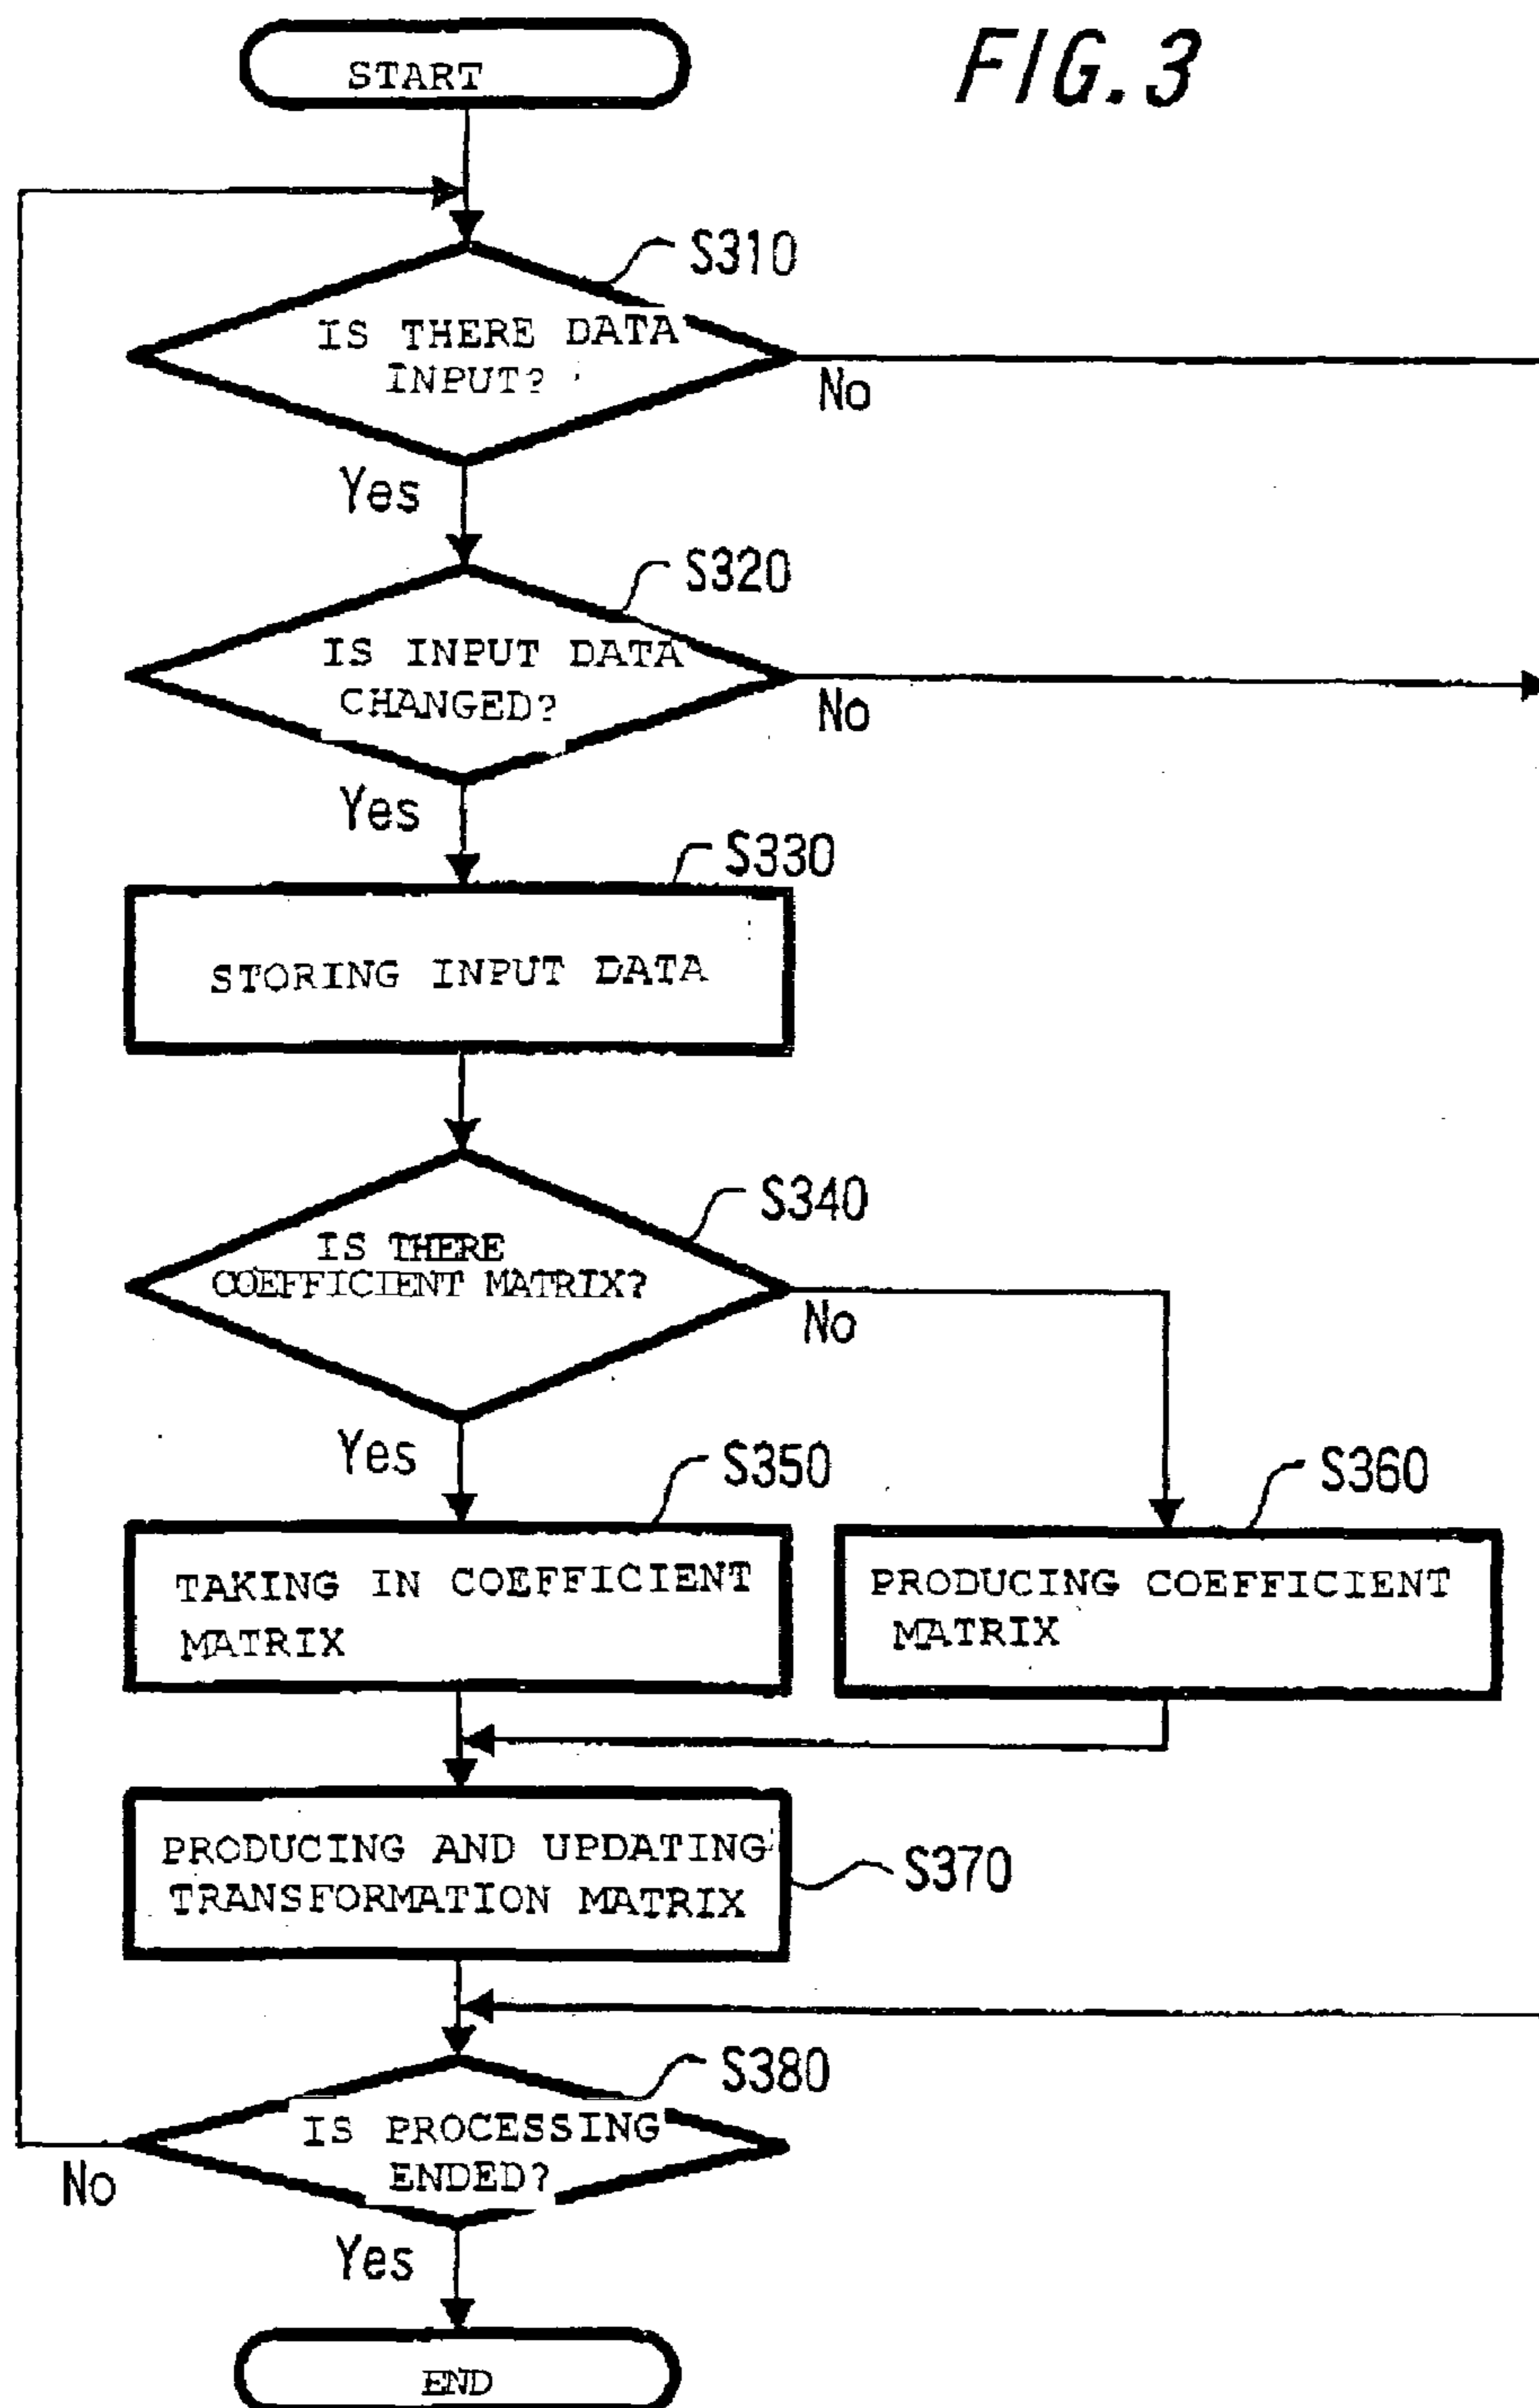 FIG.3
START
S310
IS THERE DATA
INPUT?
No
Yes
S320
IS INPUT DATA
CHANGED?
No
Yes
S330
STORING INPUT DATA
S340
IS THERE
COEFFICIENT MATRIX?
No
Yes
S350
S360
TAKING IN COEFFICIENT
MATRIX
PRODUCING COEFFICIENT
MATRIX
PRODUCING AND UPDATING
TRANSFORMATION MATRIX
S370
S380
IS PROCESSING
ENDED?
No
Yes
END